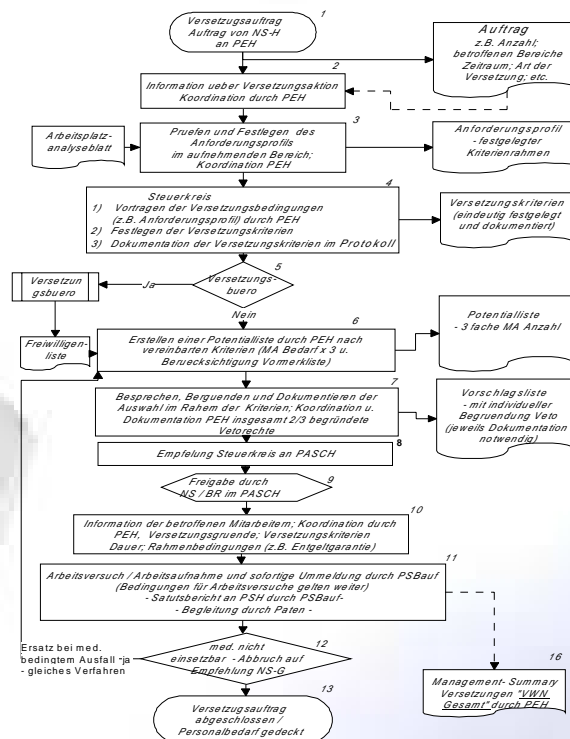 Versetzugsauftrag
Auftrag von NS-H
an PEH
1
Auftrag
z.B. Anzahl;
betroffenen Bereiche
Zeitraum; Art der
Versetzung; etc.
2
Information ueber Versetzungsaktion
Koordination durch PEH
3
Arbeitsplatz-
analyseblatt
Pruefen und Festlegen des
Anforderungsprofils
im aufnehmenden Bereich;
Koordination PEH
Anforderungsprofil
- festgelegter
Kriterienrahmen
4
Steuerkreis
1) Vortragen der Versetzungsbedingungen
(z.B. Anforderungsprofil) durch PEH
2) Festlegen der Versetzungskriterien
3) Dokumentation der Versetzungskriterien im Protokoll
Versetzungskriterien
(eindeutig festgelegt
und dokumentiert)
5
Versetzungs-
buero
Ja
Versetzun
gsbuero
Nein
Freiwilligen-
liste
6
Erstellen einer Potentialliste durch PEH nach
vereinbarten Kriterien (MA Bedarf x 3 u.
Beruecksichtigung Vormerkliste)
Potentialliste
- 3 fache MA Anzahl
7
Besprechen, Berguenden und Dokumentieren der
Auswahl im Rahem der Kriterien; Koordination u.
Dokumentation PEH insgesamt 2/3 begründete
Vetorechte
Vorschlagsliste
- mit individueller
Begruendung Veto
(jeweils Dokumentation
notwendig)
8
Empfelung Steuerkreis an PASCH
9
Freigabe durch
NS / BR im PASCH
10
Information der betroffenen Mitarbeitern; Koordination durch
PEH, Versetzungsgruende; Versetzungskriterien
Dauer; Rahmenbedingungen (z.B. Entgeltgarantie)
11
Arbeitsversuch / Arbeitsaufnahme und sofortige Ummeldung durch PSBauf
(Bedingungen für Arbeitsversuche gelten weiter)
- Satutsbericht an PSH durch PSBauf-
- Begleitung durch Paten -
12
med. nicht
einsetzbar - Abbruch auf
Empfehlung NS-G
Ersatz bei med.
bedingtem Ausfall -ja
- gleiches Verfahren
13
Versetzugsauftrag
abgeschlossen /
Personalbedarf gedeckt
16
Management- Summary
Versetzungen "VWN
Gesamt" durch PEH